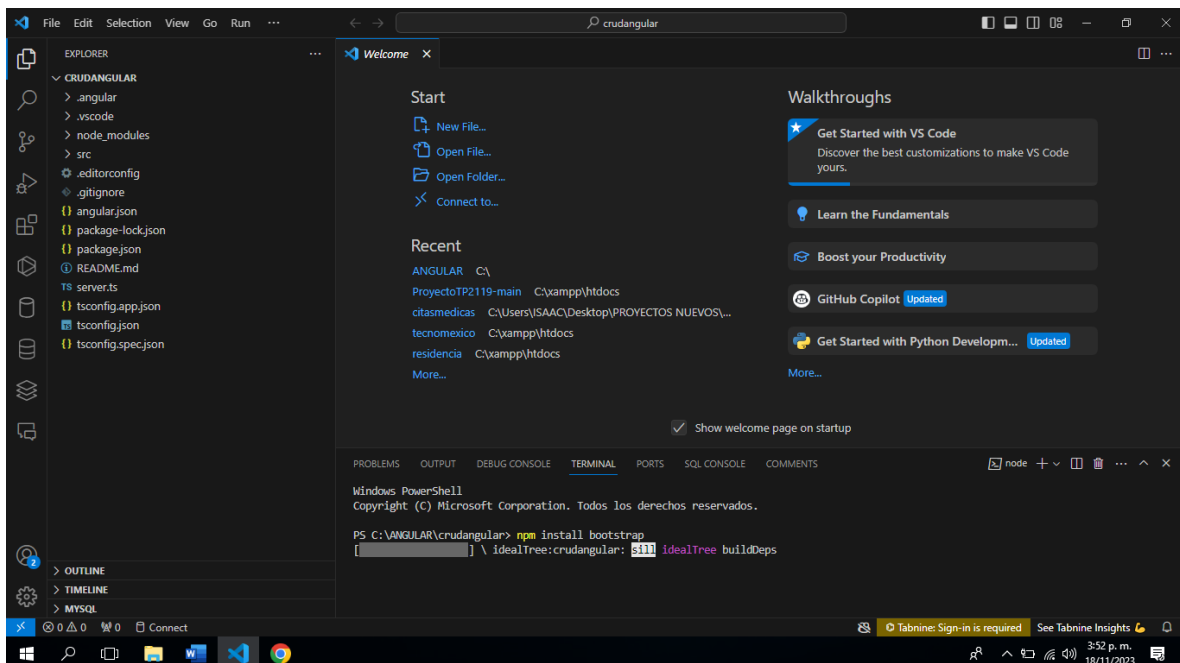 File Edit Selection View Go Run ···
crudangular
EXPLORER
CRUDANGULAR
.angular
.vscode
node_modules
src
.editorconfig
.gitignore
angular.json
package-lock.json
package.json
README.md
TS server.ts
tsconfig.app.json
tsconfig.json
tsconfig.spec.json
OUTLINE
TIMELINE
MYSQL
Welcome
Start
New File...
Open File...
Open Folder...
Connect to...
Recent
ANGULAR C:\
ProyectoTP2119-main C:\xampp\htdocs
citasmedicas C:\Users\ISAAC\Desktop\PROYECTOS NUEVOS\...
tecnomexico C:\xampp\htdocs
residencia C:\xampp\htdocs
More...
Walkthroughs
Get Started with VS Code
Discover the best customizations to make VS Code
yours.
Learn the Fundamentals
Boost your Productivity
GitHub Copilot Updated
Get Started with Python Developm... Updated
More...
Show welcome page on startup
PROBLEMS OUTPUT DEBUG CONSOLE TERMINAL PORTS SQL CONSOLE COMMENTS
node
Windows PowerShell
Copyright (C) Microsoft Corporation. Todos los derechos reservados.
PS C:\ANGULAR\crudangular> npm install bootstrap
[ ] \ idealTree:crudangular: sill idealTree buildDeps
2
0 0 0 Connect
Tabnine: Sign-in is required See Tabnine Insights
3:52 p. m.
18/11/2023